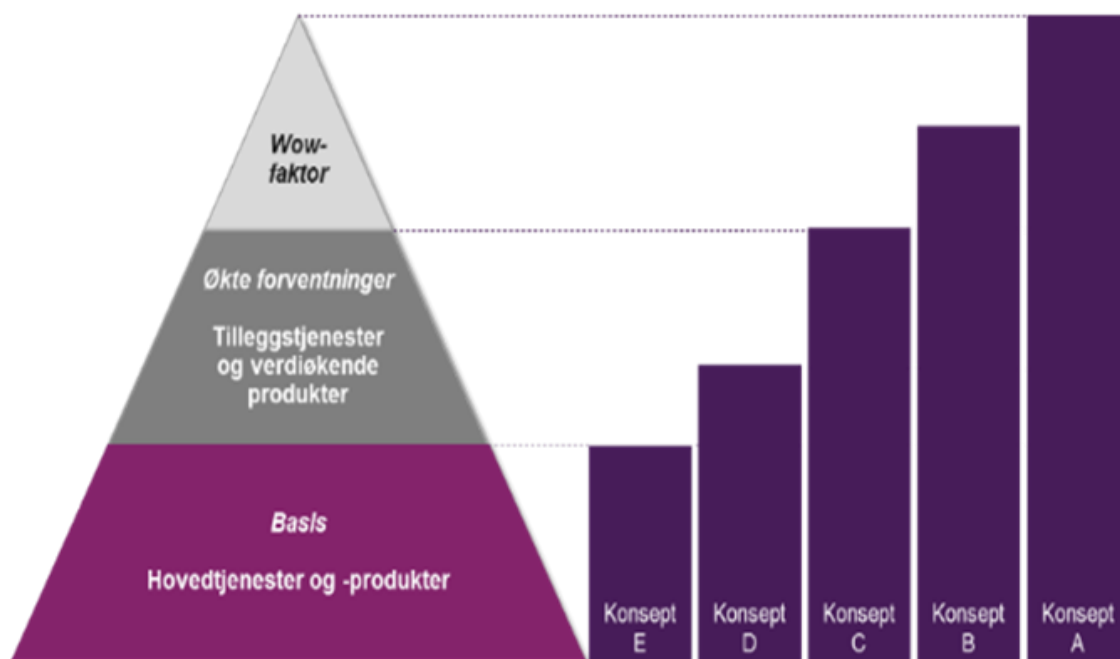 Wow-
faktor
Økte forventninger
Tilleggstjenester
og verdiøkende
produkter
Basis
Hovedtjenester og -produkter
Konsept
E
Konsept
D
Konsept
C
Konsept
B
Konsept
A